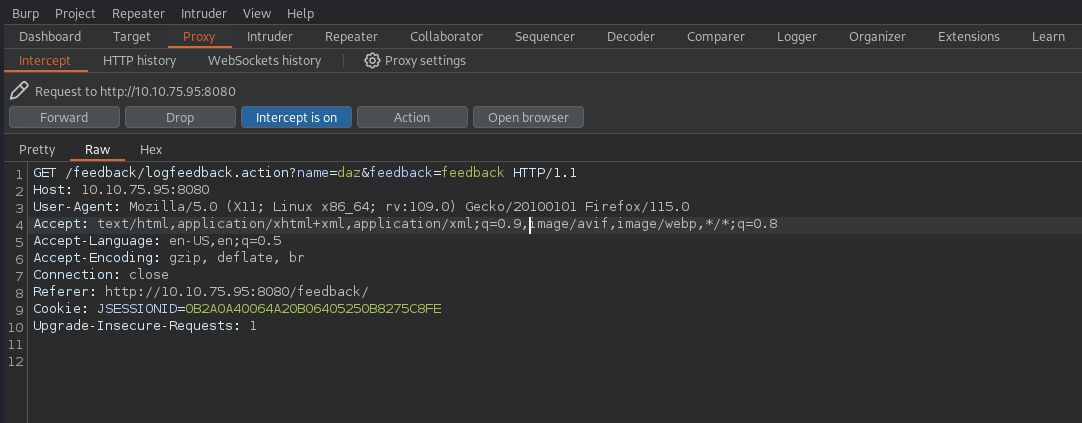 Burp Project Repeater Intruder View Help
Dashboard Target Proxy Intruder Repeater Collaborator Sequencer Decoder Comparer Logger Organizer Extensions Learn
Intercept HTTP history WebSockets history Proxy settings
Request to http://10.10.75.95:8080
Forward Drop Intercept is on Action Open browser
Pretty Raw Hex
1 GET /feedback/logfeedback.action?name=daz&feedback=feedback HTTP/1.1
2 Host: 10.10.75.95:8080
3 User-Agent: Mozilla/5.0 (X11; Linux x86_64; rv:109.0) Gecko/20100101 Firefox/115.0
4 Accept: text/html,application/xhtml+xml,application/xml;q=0.9,image/avif,image/webp,*/*;q=0.8
5 Accept-Language: en-US,en;q=0.5
6 Accept-Encoding: gzip, deflate, br
7 Connection: close
8 Referer: http://10.10.75.95:8080/feedback/
9 Cookie: JSESSIONID=0B2A0A40064A20B06405250B8275C8FE
10 Upgrade-Insecure-Requests: 1
11
12